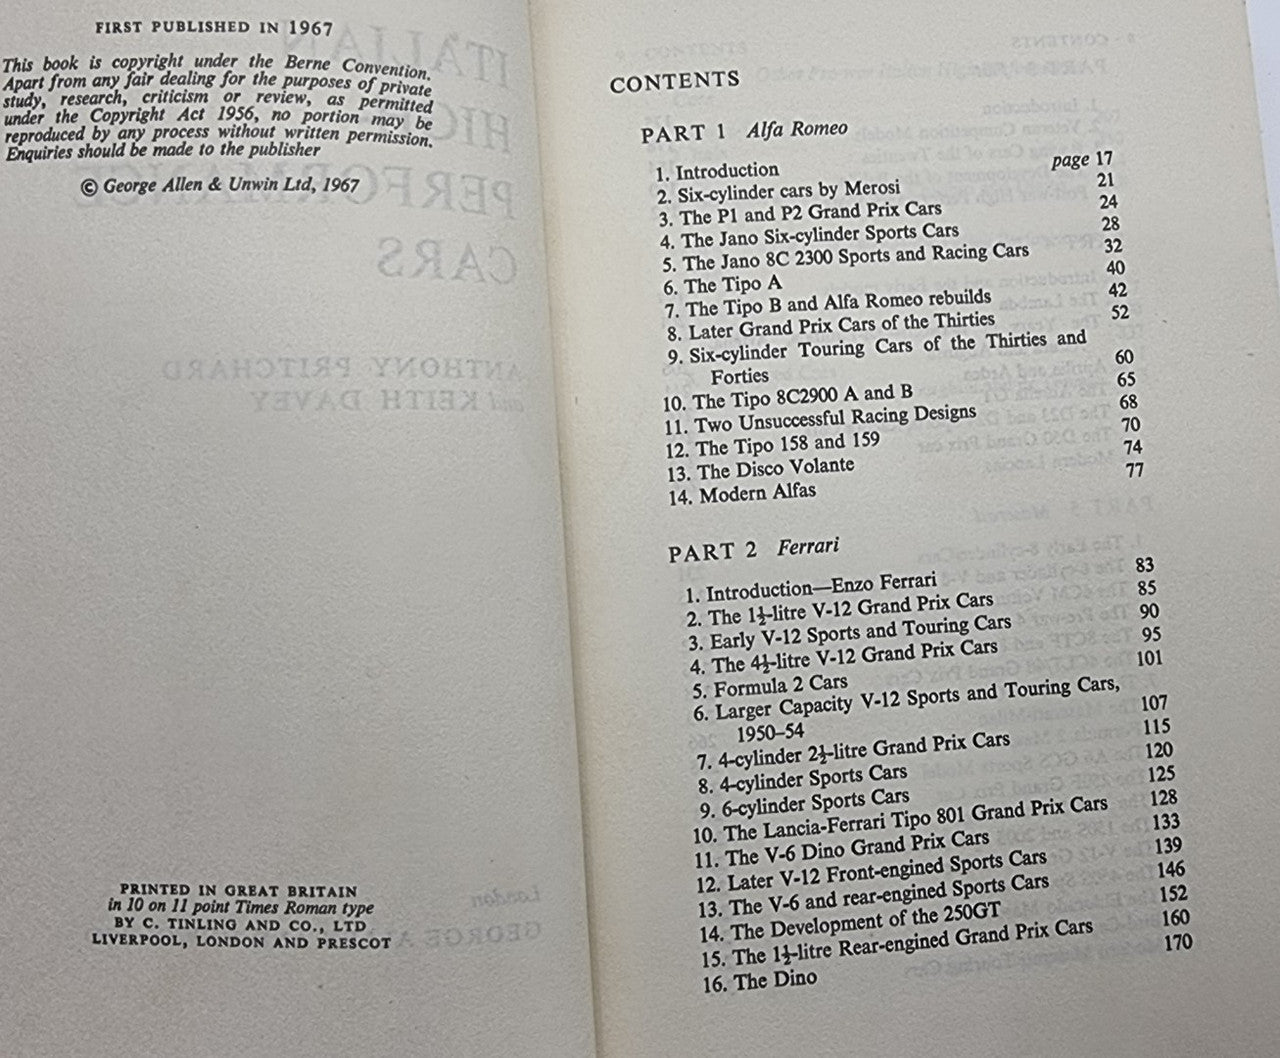 FIRST PUBLISHED IN 1967
This book is copyright under the Berne Convention.
Apart from any fair dealing for the purposes of private
study, research, criticism or review, as permitted
under the Copyright Act 1956, no portion may be
reproduced by any process without written permission.
Enquiries should be made to the publisher
© George Allen & Unwin Ltd, 1967
PRINTED IN GREAT BRITAIN
in 10 on 11 point Times Roman type
BY C. TINLING AND CO., LTD
LIVERPOOL, LONDON AND PRESCOT
CONTENTS
PART 1 Alfa Romeo
1. Introduction page 17
2. Six-cylinder cars by Merosi 21
3. The P1 and P2 Grand Prix Cars 24
4. The Jano Six-cylinder Sports Cars 28
5. The Jano 8C 2300 Sports and Racing Cars 32
6. The Tipo A 40
7. The Tipo B and Alfa Romeo rebuilds 42
8. Later Grand Prix Cars of the Thirties 52
9. Six-cylinder Touring Cars of the Thirties and
Forties 60
10. The Tipo 8C2900 A and B 65
11. Two Unsuccessful Racing Designs 68
12. The Tipo 158 and 159 70
13. The Disco Volante 74
14. Modern Alfas 77
PART 2 Ferrari
1. Introduction—Enzo Ferrari 83
2. The 1½-litre V-12 Grand Prix Cars 85
3. Early V-12 Sports and Touring Cars 90
4. The 4½-litre V-12 Grand Prix Cars 95
5. Formula 2 Cars 101
6. Larger Capacity V-12 Sports and Touring Cars,
1950–54 107
7. 4-cylinder 2½-litre Grand Prix Cars 115
8. 4-cylinder Sports Cars 120
9. 6-cylinder Sports Cars 125
10. The Lancia-Ferrari Tipo 801 Grand Prix Cars 128
11. The V-6 Dino Grand Prix Cars 133
12. Later V-12 Front-engined Sports Cars 139
13. The V-6 and rear-engined Sports Cars 146
14. The Development of the 250GT 152
15. The 1½-litre Rear-engined Grand Prix Cars 160
16. The Dino 170